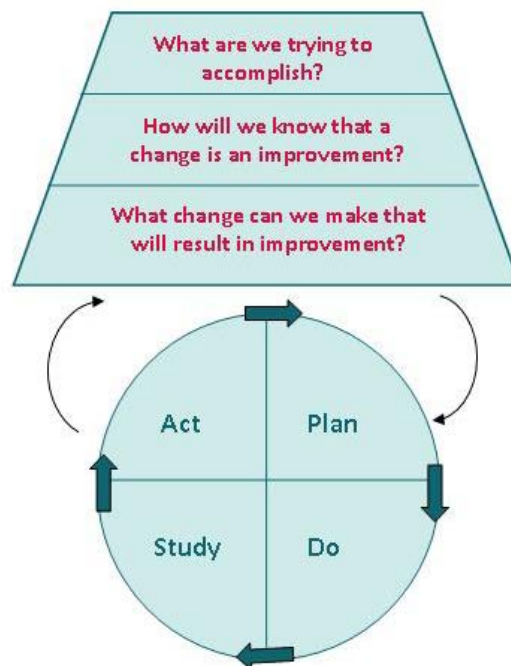 What are we trying to
accomplish?
How will we know that a
change is an improvement?
What change can we make that
will result in improvement?
Act
Plan
Study
Do